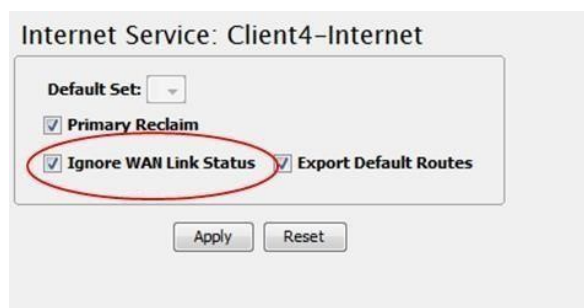 Internet Service: Client4-Internet
Default Set:
Primary Reclaim
Ignore WAN Link Status Export Default Routes
Apply Reset